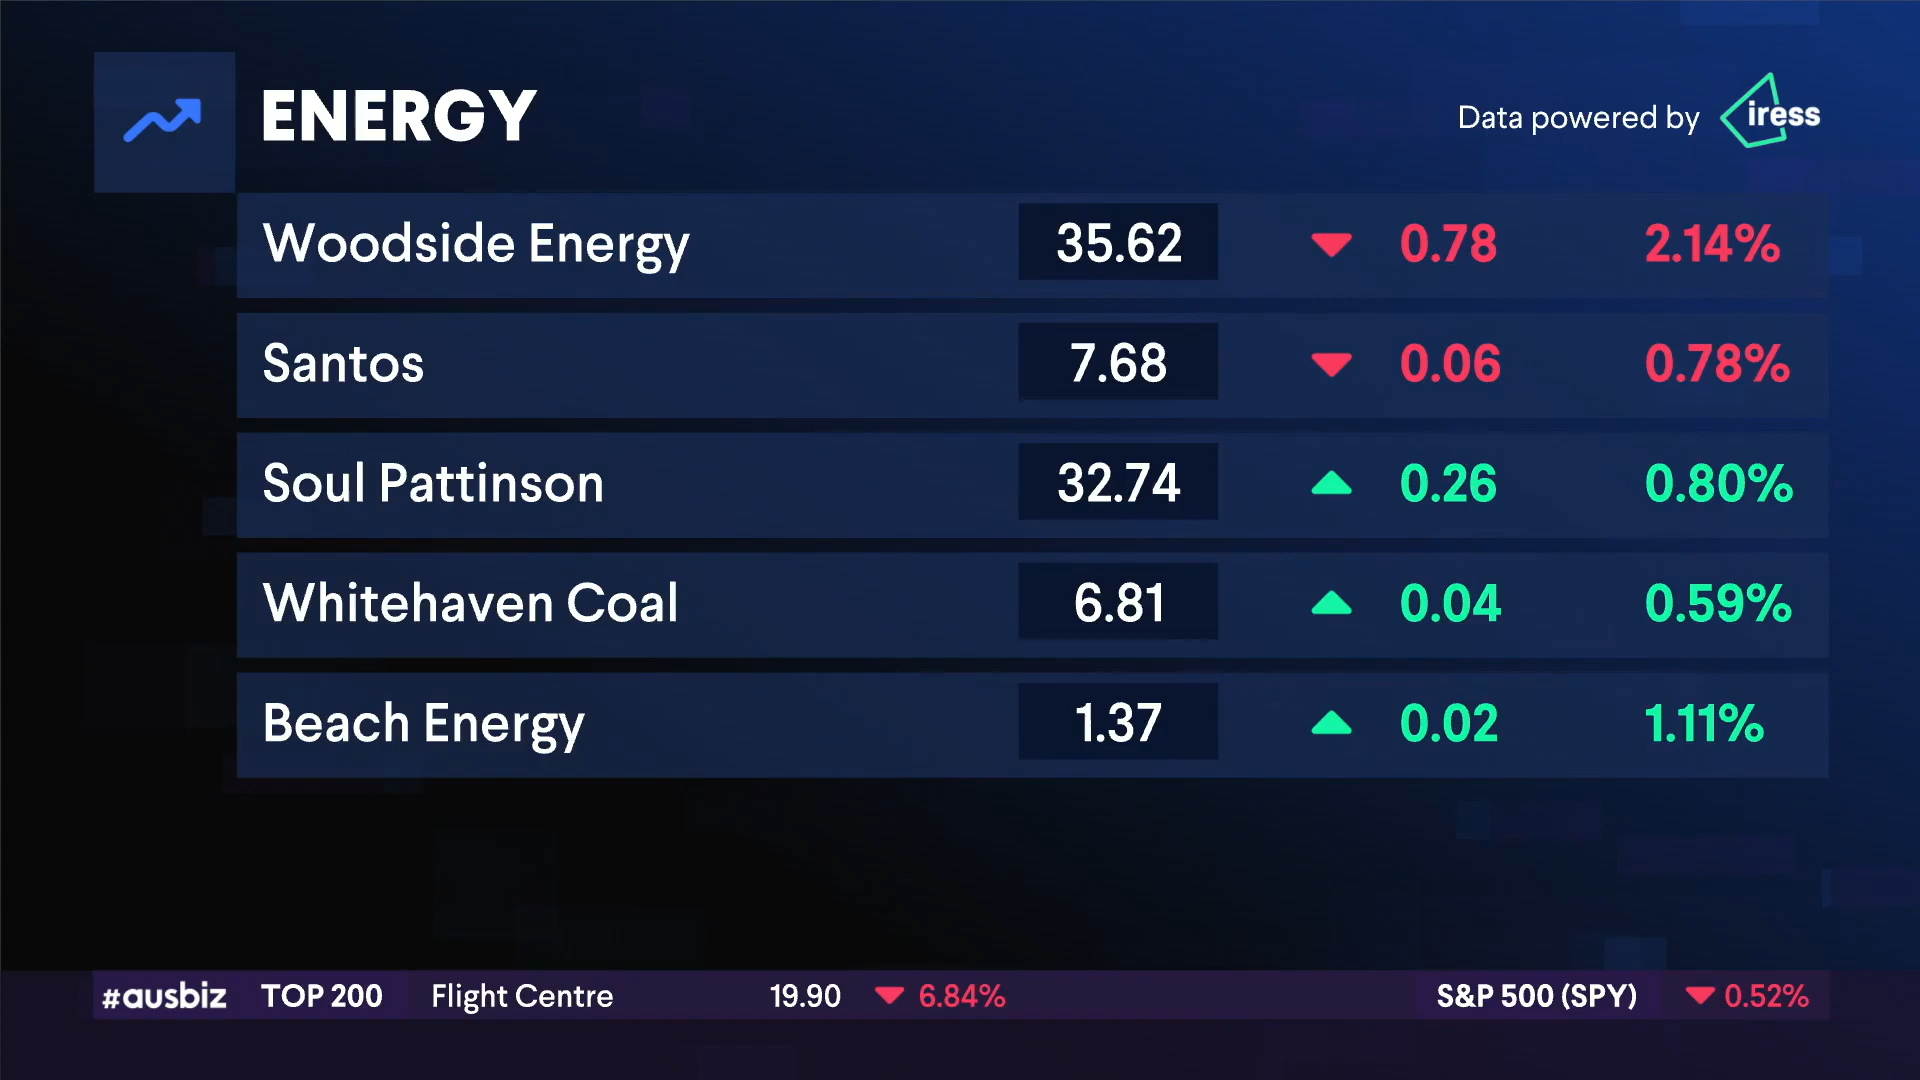 ENERGY
Data powered by iress
Woodside Energy 35.62 0.78 2.14%
Santos 7.68 0.06 0.78%
Soul Pattinson 32.74 0.26 0.80%
Whitehaven Coal 6.81 0.04 0.59%
Beach Energy 1.37 0.02 1.11%
#ausbiz TOP 200 Flight Centre 19.90 6.84% S&P 500 (SPY) 0.52%